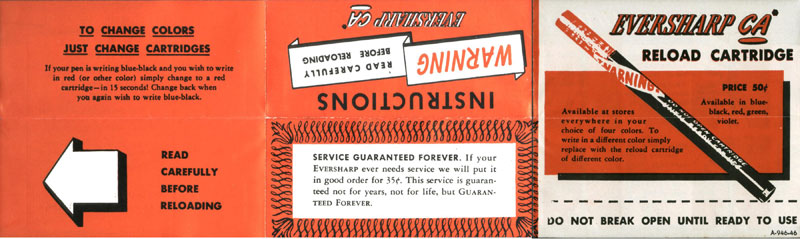 TO CHANGE COLORS
JUST CHANGE CARTRIDGES
If your pen is writing blue-black and you wish to write
in red (or other color) simply change to a red
cartridge—in 15 seconds! Change back when
you again wish to write blue-black.
READ
CAREFULLY
BEFORE
RELOADING
EVERSHARP CA
WARNING
READ CAREFULLY
BEFORE RELOADING
INSTRUCTIONS
SERVICE GUARANTEED FOREVER. If your
EVERSHARP ever needs service we will put it
in good order for 35¢. This service is guaran-
teed not for years, not for life, but GUARAN-
TEED FOREVER.
EVERSHARP CA
RELOAD CARTRIDGE
WARNING
PRICE 50¢
Available in blue-
black, red, green,
violet.
Available at stores
everywhere in your
choice of four colors. To
write in a different color simply
replace with the reload cartridge
of different color.
DO NOT BREAK OPEN UNTIL READY TO USE
A-946-46